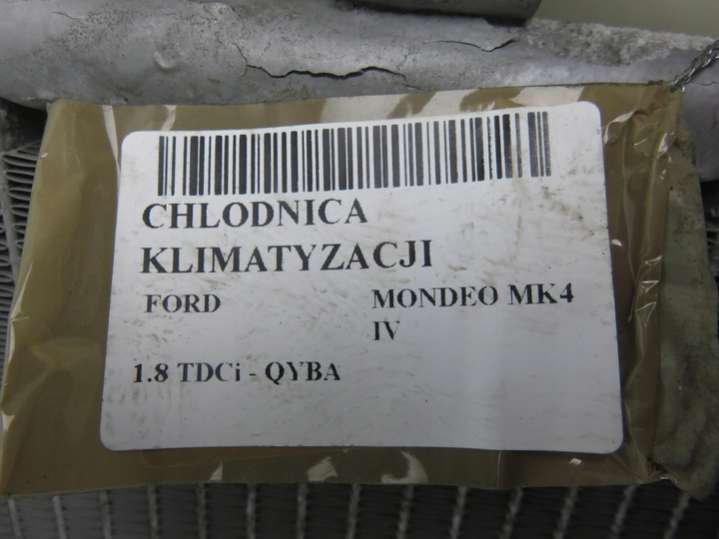 CHLODNICA
KLIMATYZACJI
FORD MONDEO MK4
IV
1.8 TDCi - QYBA